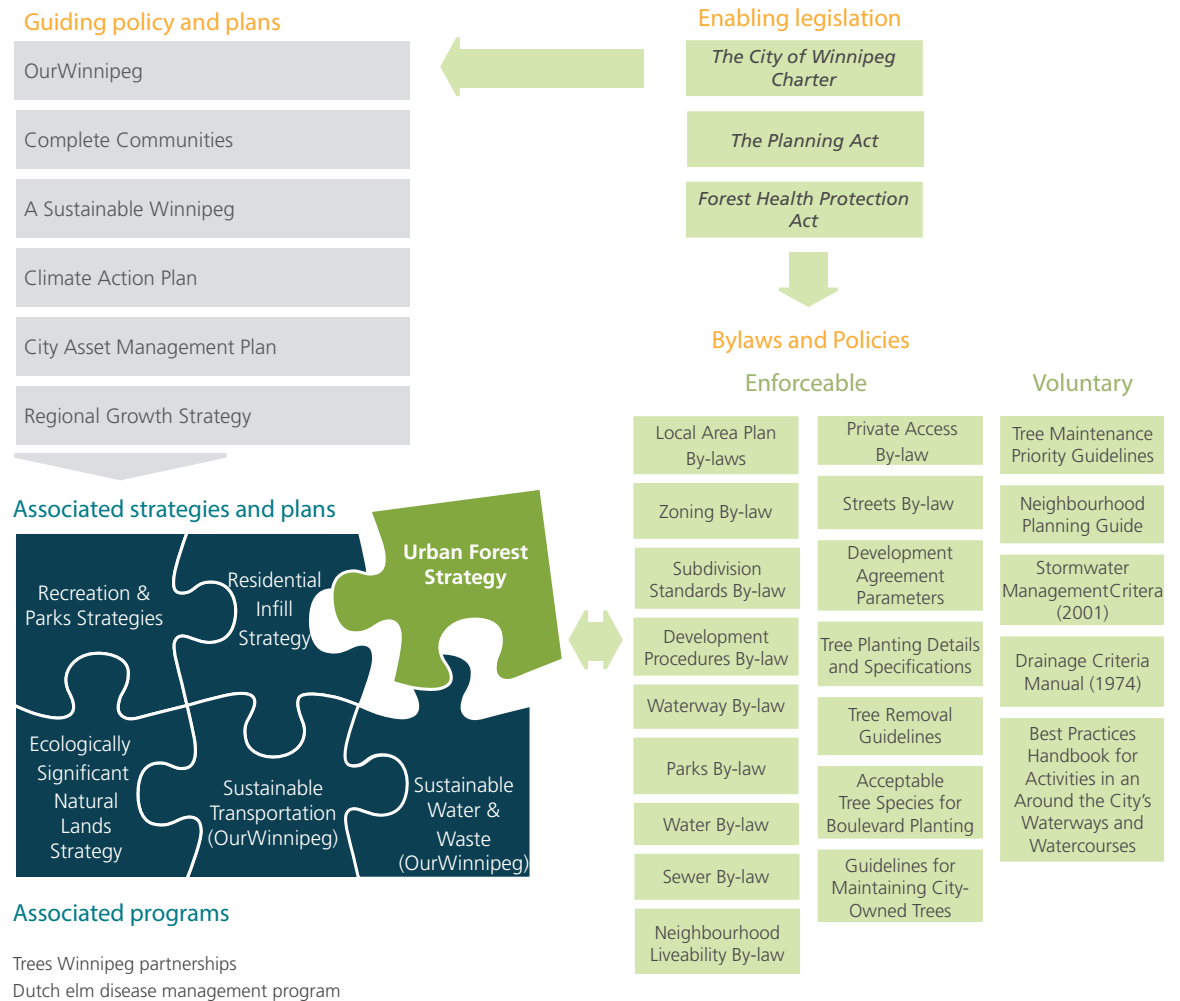 Guiding policy and plans
OurWinnipeg
Complete Communities
A Sustainable Winnipeg
Climate Action Plan
City Asset Management Plan
Regional Growth Strategy
Enabling legislation
The City of Winnipeg
Charter
The Planning Act
Forest Health Protection
Act
Associated strategies and plans
Recreation &
Parks Strategies
Residential
Infill
Strategy
Urban Forest
Strategy
Ecologically
Significant
Natural
Lands
Strategy
Sustainable
Transportation
(OurWinnipeg)
Sustainable
Water &
Waste
(OurWinnipeg)
Associated programs
Trees Winnipeg partnerships
Dutch elm disease management program
Bylaws and Policies
Enforceable
Local Area Plan
By-laws
Zoning By-law
Subdivision
Standards By-law
Development
Procedures By-law
Waterway By-law
Parks By-law
Water By-law
Sewer By-law
Neighbourhood
Liveability By-law
Private Access
By-law
Streets By-law
Development
Agreement
Parameters
Tree Planting Details
and Specifications
Tree Removal
Guidelines
Acceptable
Tree Species for
Boulevard Planting
Guidelines for
Maintaining City-
Owned Trees
Voluntary
Tree Maintenance
Priority Guidelines
Neighbourhood
Planning Guide
Stormwater
ManagementCritera
(2001)
Drainage Criteria
Manual (1974)
Best Practices
Handbook for
Activities in an
Around the City's
Waterways and
Watercourses